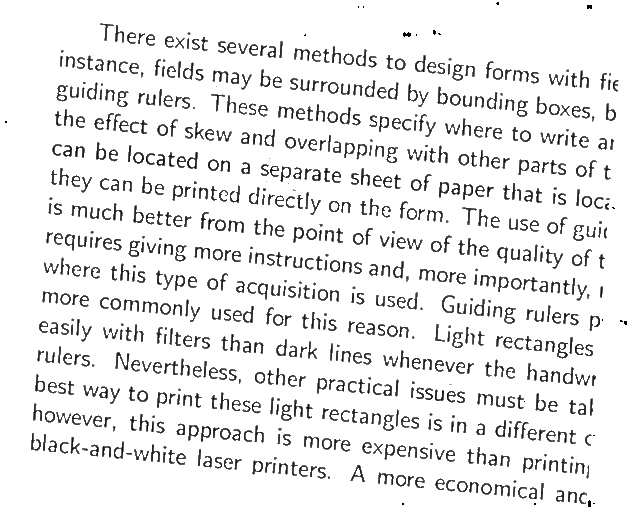 There exist several methods to design forms with fie
instance, fields may be surrounded by bounding boxes, b
guiding rulers. These methods specify where to write ar
the effect of skew and overlapping with other parts of t
can be located on a separate sheet of paper that is loca
they can be printed directly on the form. The use of guid
is much better from the point of view of the quality of t
requires giving more instructions and, more importantly,
where this type of acquisition is used. Guiding rulers p
more commonly used for this reason. Light rectangles
easily with filters than dark lines whenever the handwr
rulers. Nevertheless, other practical issues must be tak
best way to print these light rectangles is in a different c
however, this approach is more expensive than printing
black-and-white laser printers. A more economical and